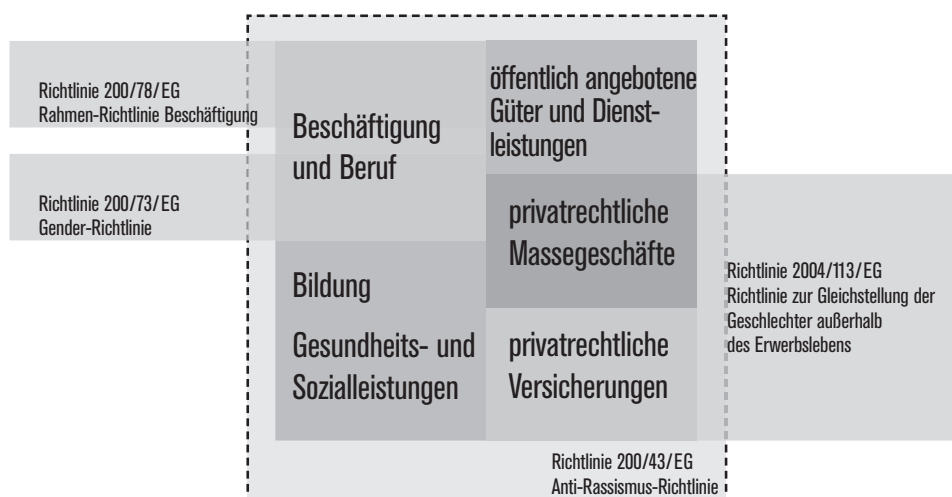 Richtlinie 200/78/EG
Rahmen-Richtlinie Beschäftigung
Richtlinie 200/73/EG
Gender-Richtlinie
Beschäftigung
und Beruf
öffentlich angebotene
Güter und Dienst-
leistungen
privatrechtliche
Massegeschäfte
Bildung
Gesundheits- und
Sozialleistungen
privatrechtliche
Versicherungen
Richtlinie 2004/113/EG
Richtlinie zur Gleichstellung der
Geschlechter außerhalb
des Erwerbslebens
Richtlinie 200/43/EG
Anti-Rassismus-Richtlinie